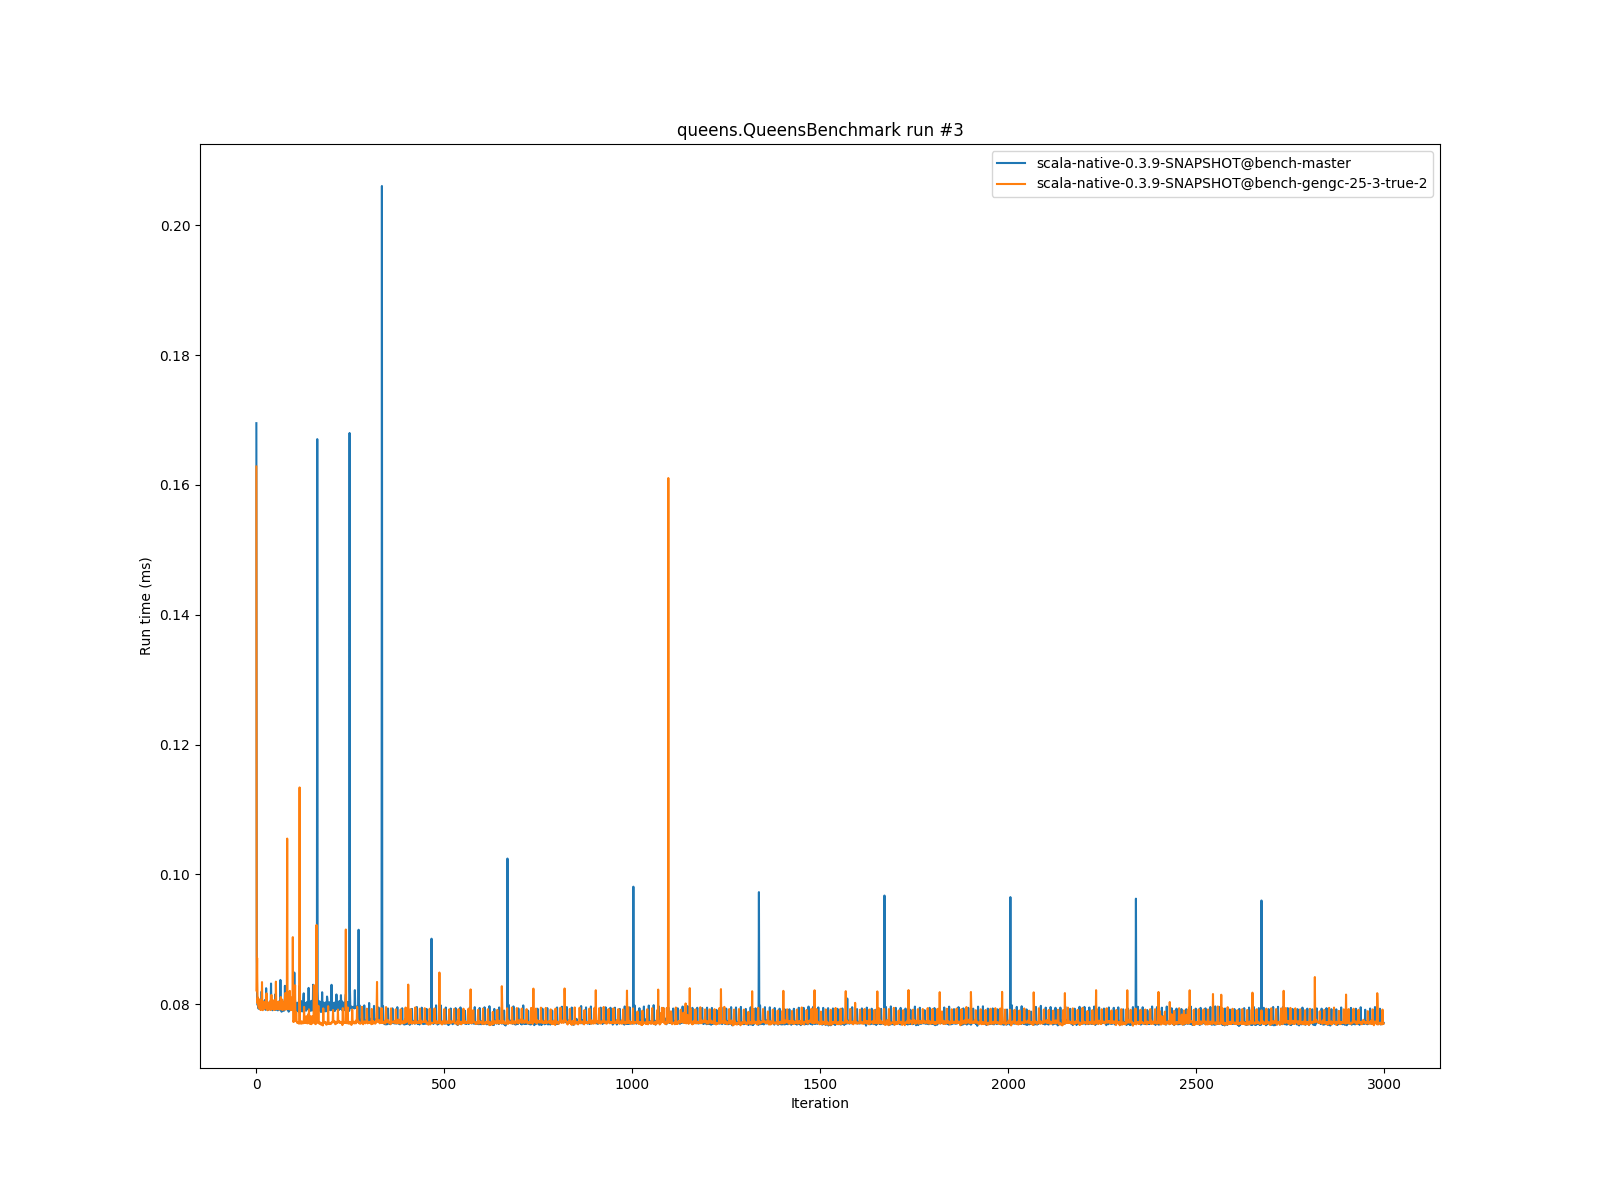 queens.QueensBenchmark run #3
scala-native-0.3.9-SNAPSHOT@bench-master
scala-native-0.3.9-SNAPSHOT@bench-gengc-25-3-true-2
Run time (ms)
0.20
0.18
0.16
0.14
0.12
0.10
0.08
0
500
1000
1500
2000
2500
3000
Iteration